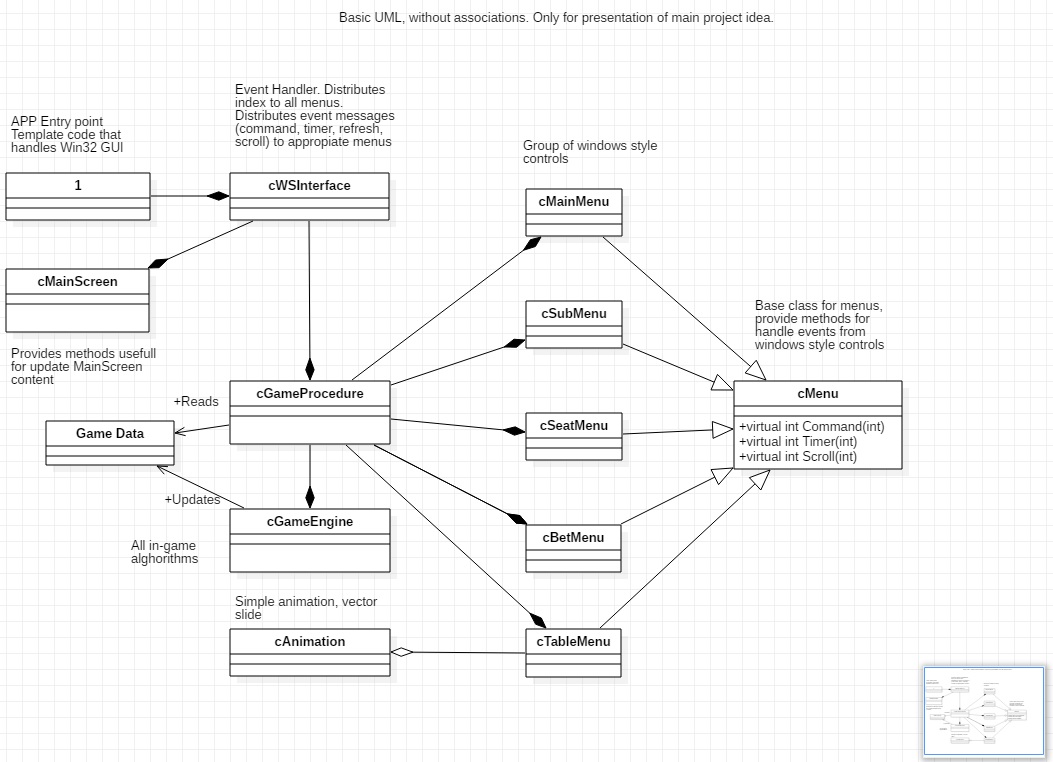 Basic UML, without associations. Only for presentation of main project idea.
Event Handler. Distributes
index to all menus.
Distributes event messages
(command, timer, refresh,
scroll) to appropiate menus
APP Entry point
Template code that
handles Win32 GUI
Group of windows style
controls
1
cWSInterface
cMainMenu
cMainScreen
cSubMenu
Base class for menus,
provide methods for
handle events from
windows style controls
Provides methods usefull
for update MainScreen
content
cGameProcedure
cMenu
+virtual int Command(int)
+virtual int Timer(int)
+virtual int Scroll(int)
+Reads
Game Data
cSeatMenu
+Updates
cGameEngine
cBetMenu
All in-game
alghorithms
Simple animation, vector
slide
cAnimation
cTableMenu